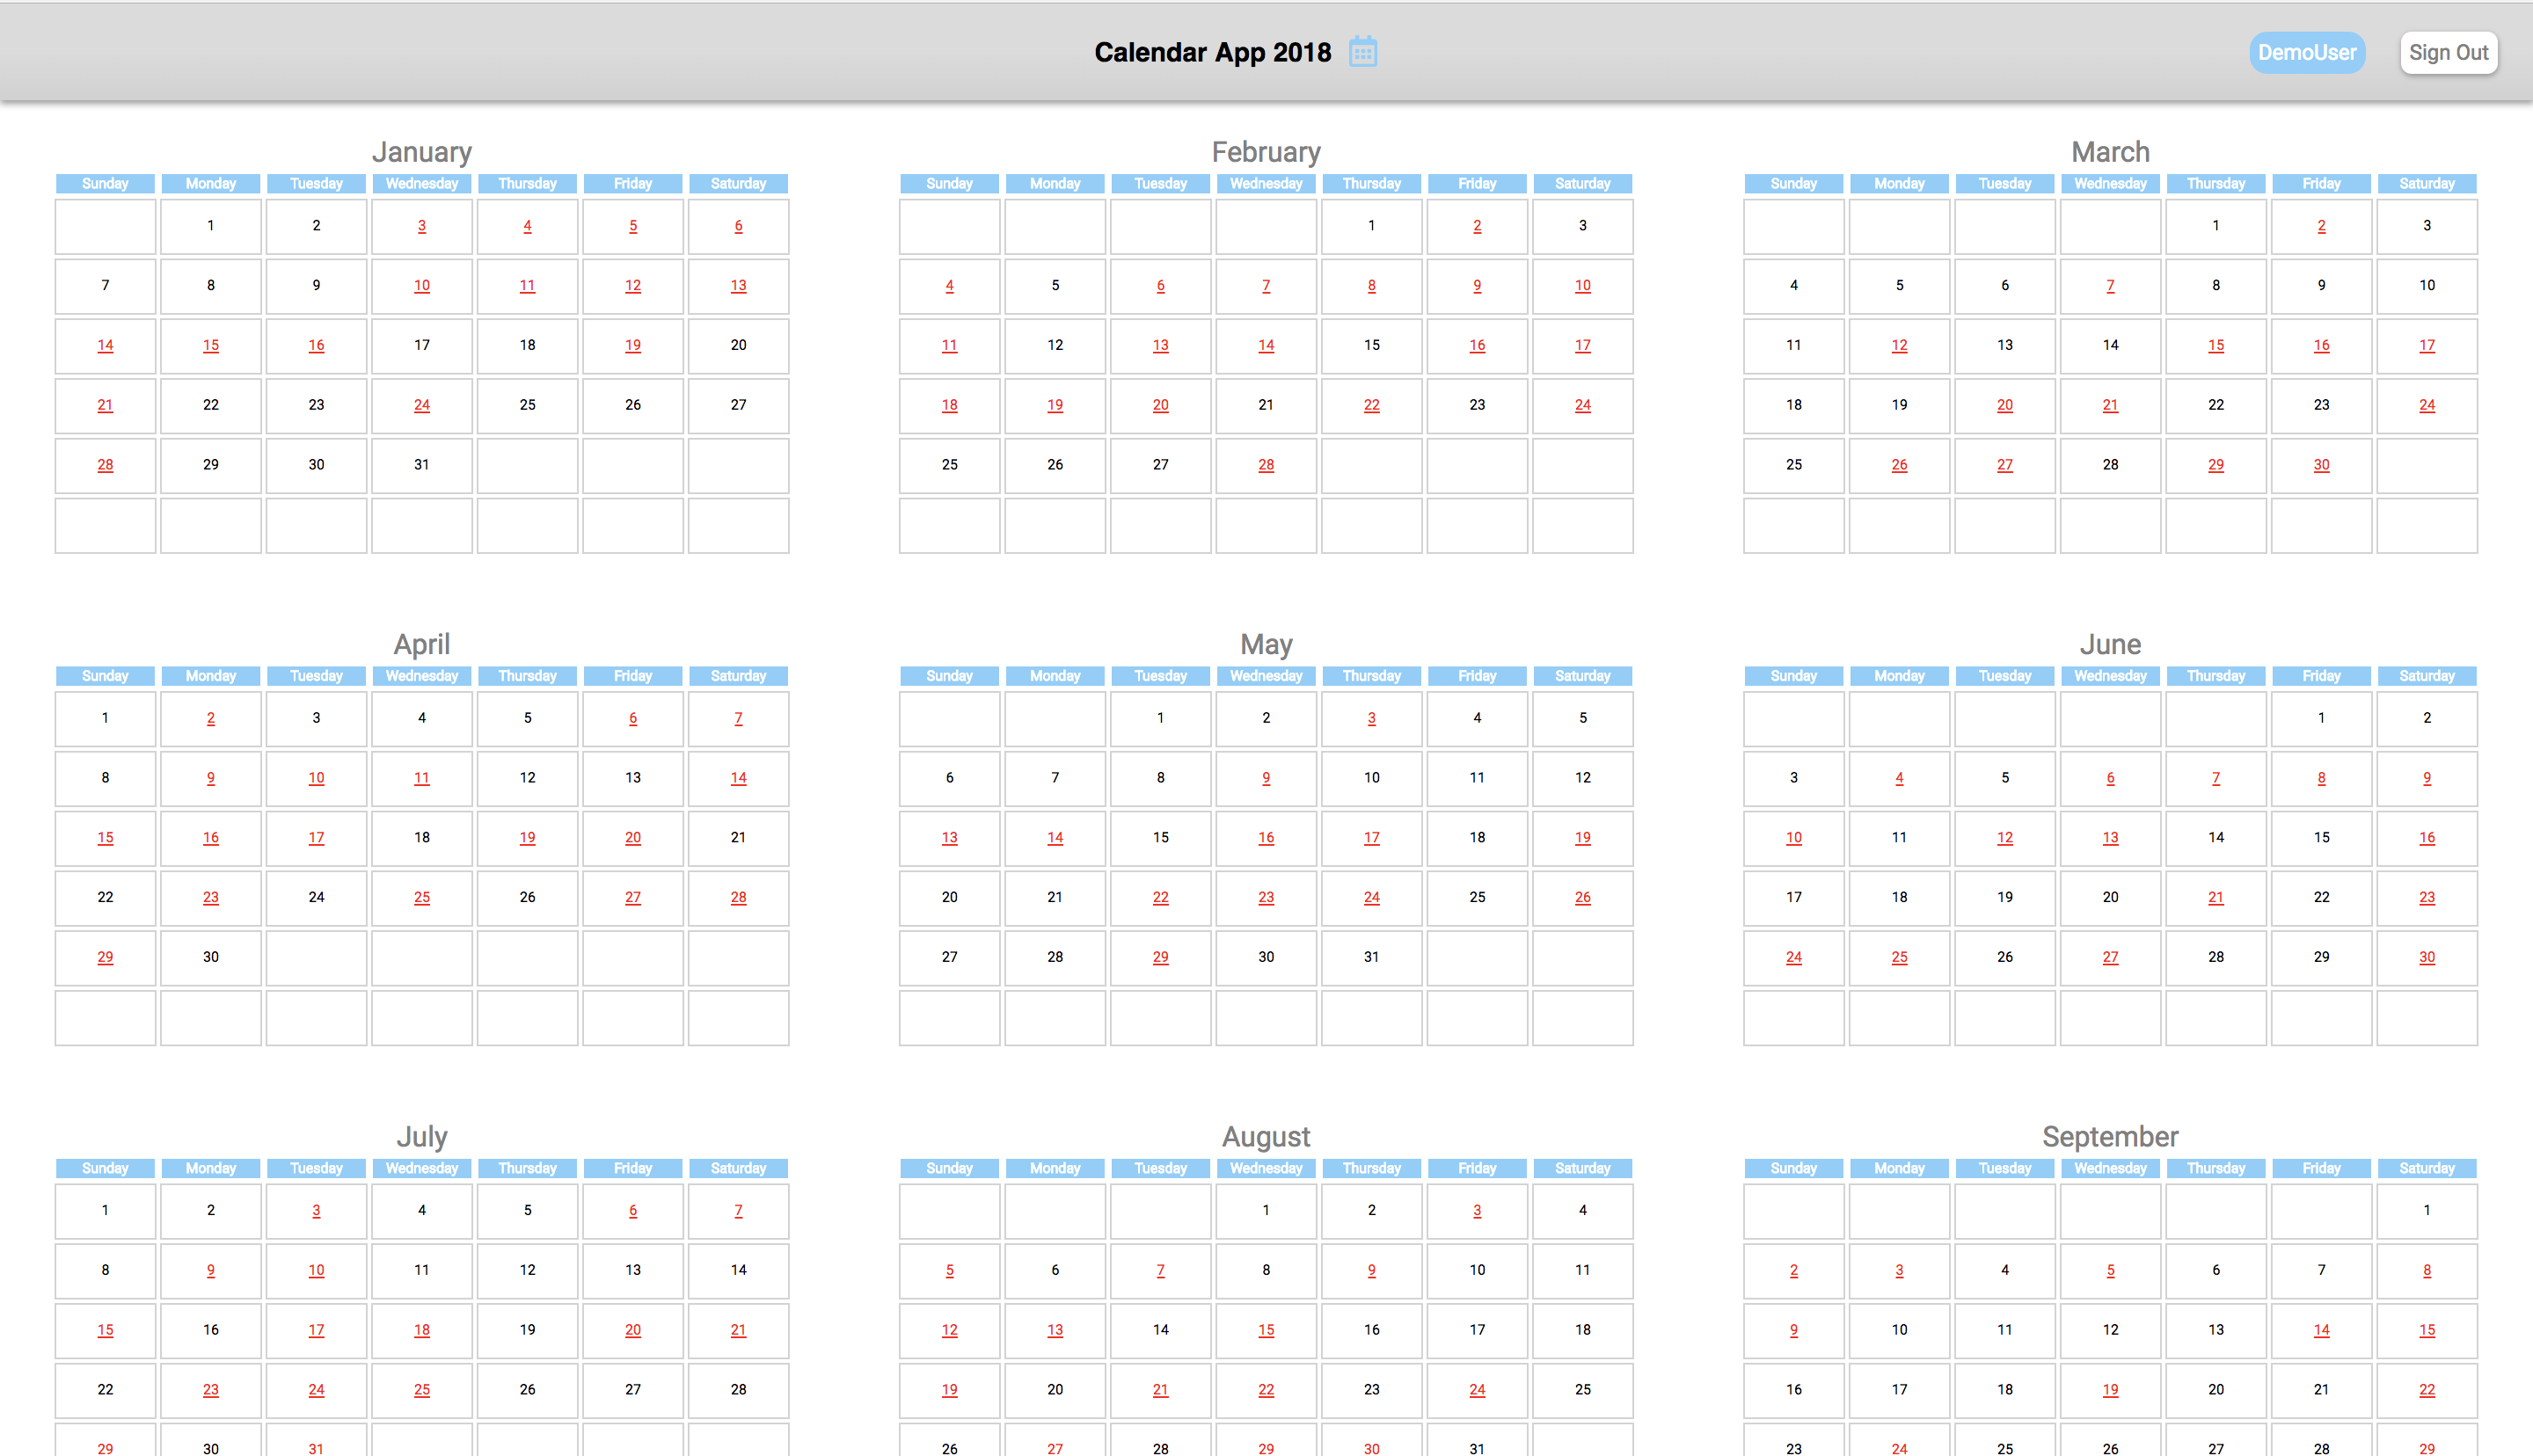 Calendar App 2018 DemoUser Sign Out
January
Sunday Monday Tuesday Wednesday Thursday Friday Saturday
1 2 3 4 5 6
7 8 9 10 11 12 13
14 15 16 17 18 19 20
21 22 23 24 25 26 27
28 29 30 31
February
Sunday Monday Tuesday Wednesday Thursday Friday Saturday
1 2 3
4 5 6 7 8 9 10
11 12 13 14 15 16 17
18 19 20 21 22 23 24
25 26 27 28
March
Sunday Monday Tuesday Wednesday Thursday Friday Saturday
1 2 3
4 5 6 7 8 9 10
11 12 13 14 15 16 17
18 19 20 21 22 23 24
25 26 27 28 29 30
April
Sunday Monday Tuesday Wednesday Thursday Friday Saturday
1 2 3 4 5 6 7
8 9 10 11 12 13 14
15 16 17 18 19 20 21
22 23 24 25 26 27 28
29 30
May
Sunday Monday Tuesday Wednesday Thursday Friday Saturday
1 2 3 4 5
6 7 8 9 10 11 12
13 14 15 16 17 18 19
20 21 22 23 24 25 26
27 28 29 30 31
June
Sunday Monday Tuesday Wednesday Thursday Friday Saturday
1 2
3 4 5 6 7 8 9
10 11 12 13 14 15 16
17 18 19 20 21 22 23
24 25 26 27 28 29 30
July
Sunday Monday Tuesday Wednesday Thursday Friday Saturday
1 2 3 4 5 6 7
8 9 10 11 12 13 14
15 16 17 18 19 20 21
22 23 24 25 26 27 28
29 30 31
August
Sunday Monday Tuesday Wednesday Thursday Friday Saturday
1 2 3 4
5 6 7 8 9 10 11
12 13 14 15 16 17 18
19 20 21 22 23 24 25
26 27 28 29 30 31
September
Sunday Monday Tuesday Wednesday Thursday Friday Saturday
1
2 3 4 5 6 7 8
9 10 11 12 13 14 15
16 17 18 19 20 21 22
23 24 25 26 27 28 29